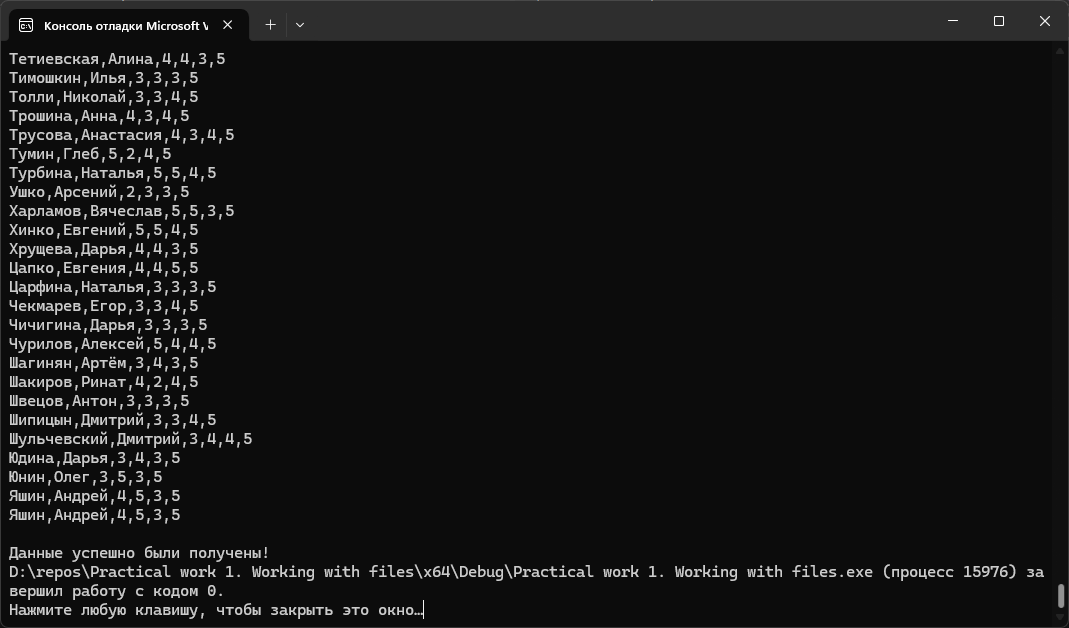 Консоль отладки Microsoft V
Тетиевская,Алина,4,4,3,5
Тимошкин,Илья,3,3,3,5
Толли,Николай,3,3,4,5
Трошина,Анна,4,3,4,5
Трусова,Анастасия,4,3,4,5
Тумин,Глеб,5,2,4,5
Турбина,Наталья,5,5,4,5
Ушко,Арсений,2,3,3,5
Харламов,Вячеслав,5,5,3,5
Хинко,Евгений,5,5,4,5
Хрущева,Дарья,4,4,3,5
Цапко,Евгения,4,4,5,5
Царфина,Наталья,3,3,3,5
Чекмарев,Егор,3,3,4,5
Чичигина,Дарья,3,3,3,5
Чурилов,Алексей,5,4,4,5
Шагинян,Артём,3,4,3,5
Шакиров,Ринат,4,2,4,5
Швецов,Антон,3,3,3,5
Шипицын,Дмитрий,3,3,4,5
Шульчевский,Дмитрий,3,4,4,5
Юдина,Дарья,3,4,3,5
Юнин,Олег,3,5,3,5
Яшин,Андрей,4,5,3,5
Яшин,Андрей,4,5,3,5
Данные успешно были получены!
D:\repos\Practical work 1. Working with files\x64\Debug\Practical work 1. Working with files.exe (процесс 15976) за
вершил работу с кодом 0.
Нажмите любую клавишу, чтобы закрыть это окно…